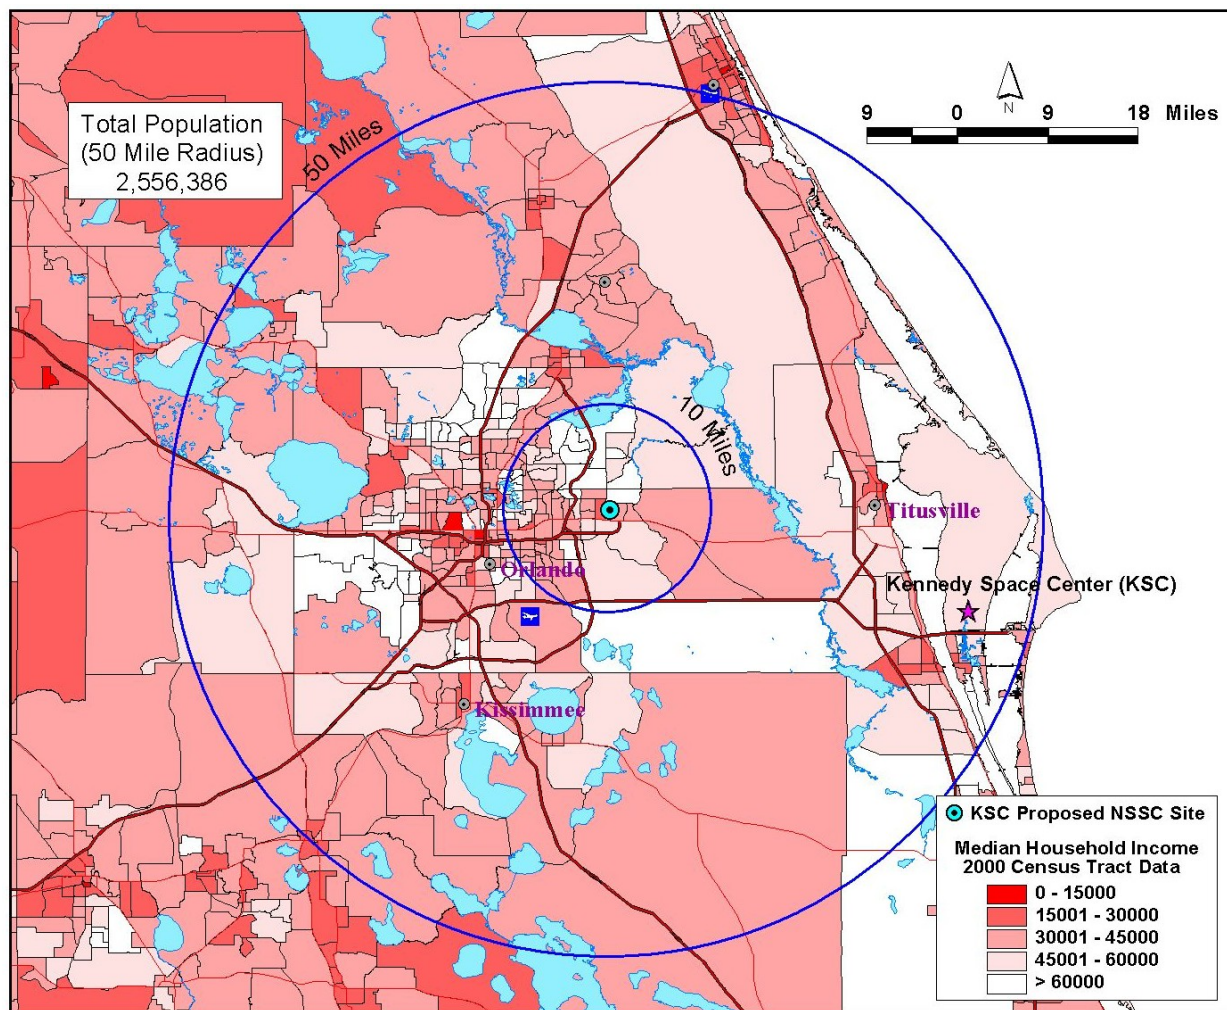 Total Population
(50 Mile Radius)
2,556,386
50 Miles
9 0 9 18 Miles
N
10 Miles
Titusville
Orlando
Kennedy Space Center (KSC)
Kissimmee
KSC Proposed NSSC Site
Median Household Income
2000 Census Tract Data
0 - 15000
15001 - 30000
30001 - 45000
45001 - 60000
> 60000